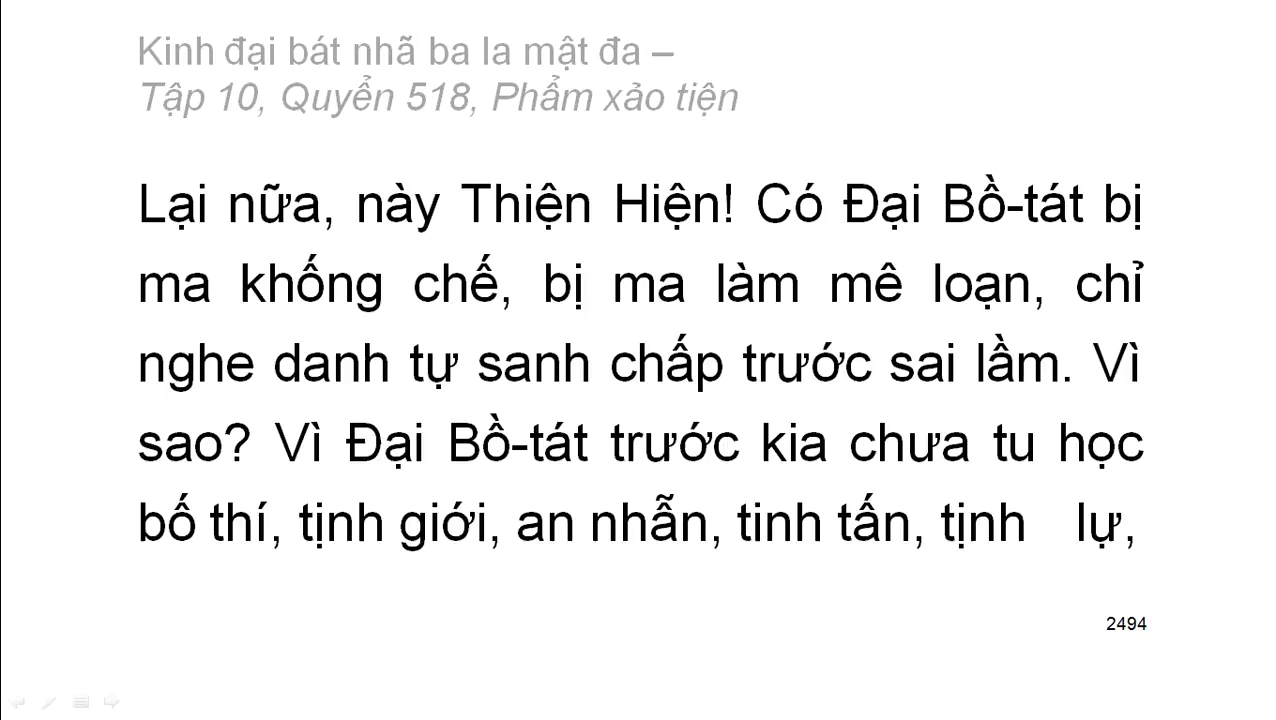 Kinh đại bát nhã ba la mật đa –
Tập 10, Quyển 518, Phẩm xảo tiện
Lại nữa, này Thiện Hiện! Có Đại Bồ-tát bị
ma khống chế, bị ma làm mê loạn, chỉ
nghe danh tự sanh chấp trước sai lầm. Vì
sao? Vì Đại Bồ-tát trước kia chưa tu học
bố thí, tịnh giới, an nhẫn, tinh tấn, tịnh lự,
2494